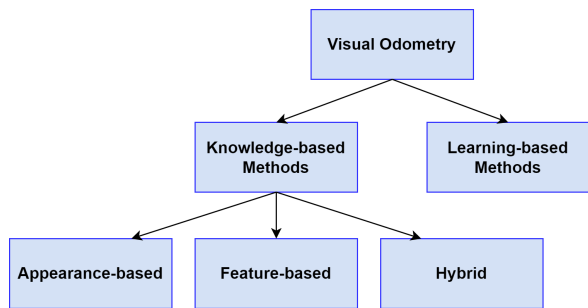 Visual Odometry
Knowledge-based
Methods
Learning-based
Methods
Appearance-based
Feature-based
Hybrid